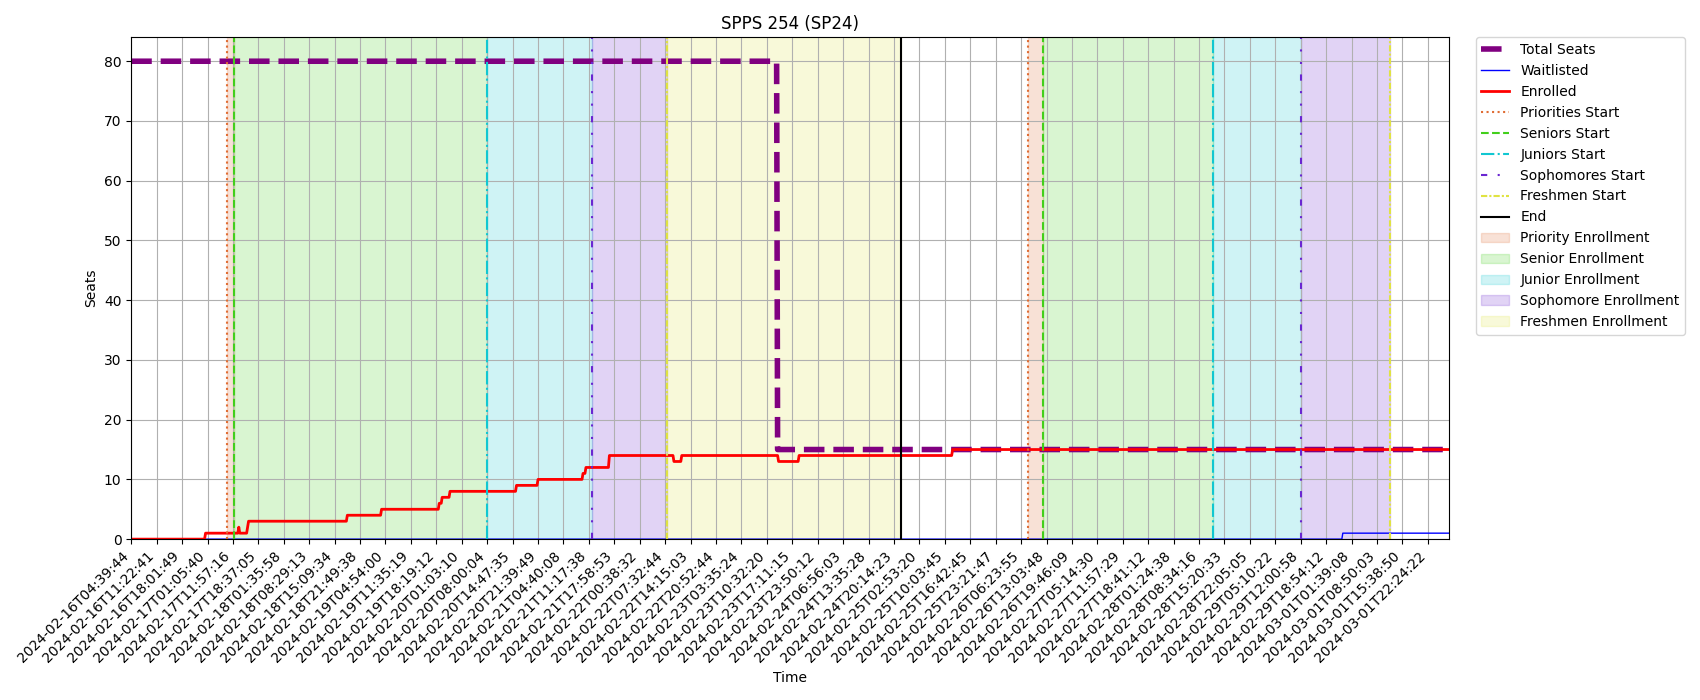 SPPS 254 (SP24)
Seats
80
70
60
50
40
30
20
10
0
2024-02-16T04:39:44
2024-02-16T11:22:41
2024-02-16T18:01:49
2024-02-17T01:05:40
2024-02-17T11:57:16
2024-02-17T18:37:05
2024-02-18T01:35:58
2024-02-18T08:29:13
2024-02-18T15:09:34
2024-02-18T21:49:38
2024-02-19T04:54:00
2024-02-19T11:35:19
2024-02-19T18:19:12
2024-02-20T01:03:10
2024-02-20T08:00:04
2024-02-20T14:47:35
2024-02-20T21:39:49
2024-02-21T04:40:08
2024-02-21T11:17:38
2024-02-21T17:58:53
2024-02-22T00:38:32
2024-02-22T07:32:44
2024-02-22T14:15:03
2024-02-22T20:52:44
2024-02-23T03:35:24
2024-02-23T10:32:20
2024-02-23T17:11:15
2024-02-23T23:50:12
2024-02-24T06:56:03
2024-02-24T13:35:28
2024-02-24T20:14:23
2024-02-25T02:53:20
2024-02-25T10:03:45
2024-02-25T16:42:45
2024-02-25T23:21:47
2024-02-26T06:23:55
2024-02-26T13:03:48
2024-02-26T19:46:09
2024-02-27T05:14:30
2024-02-27T11:57:29
2024-02-27T18:41:12
2024-02-28T01:24:38
2024-02-28T08:34:16
2024-02-28T15:20:33
2024-02-28T22:05:05
2024-02-29T05:10:22
2024-02-29T12:00:58
2024-02-29T18:54:12
2024-03-01T01:39:08
2024-03-01T08:50:03
2024-03-01T15:38:50
2024-03-01T22:24:22
Time
Total Seats
Waitlisted
Enrolled
Priorities Start
Seniors Start
Juniors Start
Sophomores Start
Freshmen Start
End
Priority Enrollment
Senior Enrollment
Junior Enrollment
Sophomore Enrollment
Freshmen Enrollment